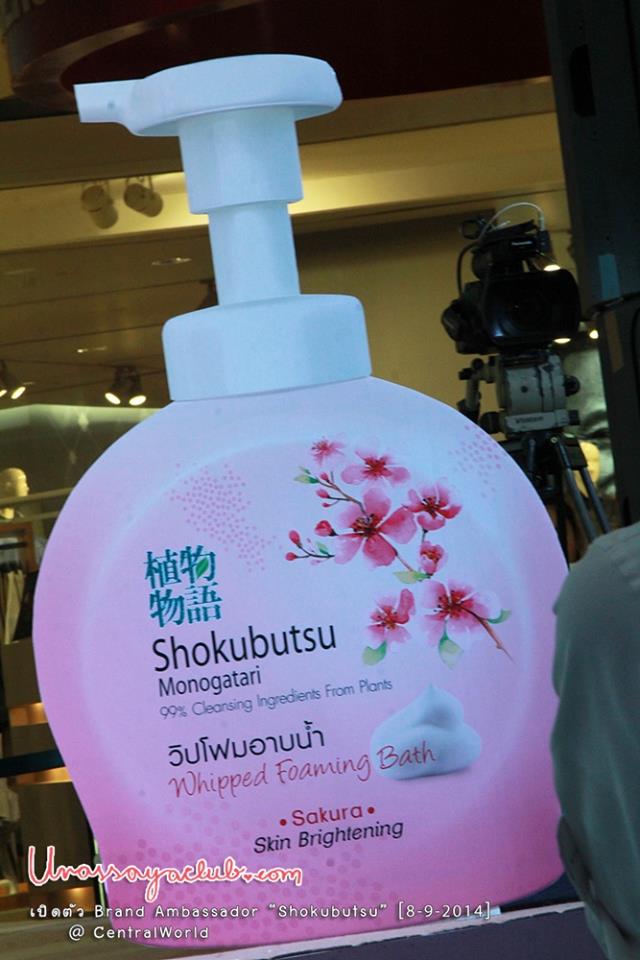 植物
物語
Shokubutsu
Monogatari
99% Cleansing Ingredients From Plants
วิปโฟมอาบน้ำ
Whipped Foaming Bath
•Sakura•
Skin Brightening
Urassayaclub.com
เปิดตัว Brand Ambassador "Shokubutsu" [8-9-2014]
@ CentralWorld